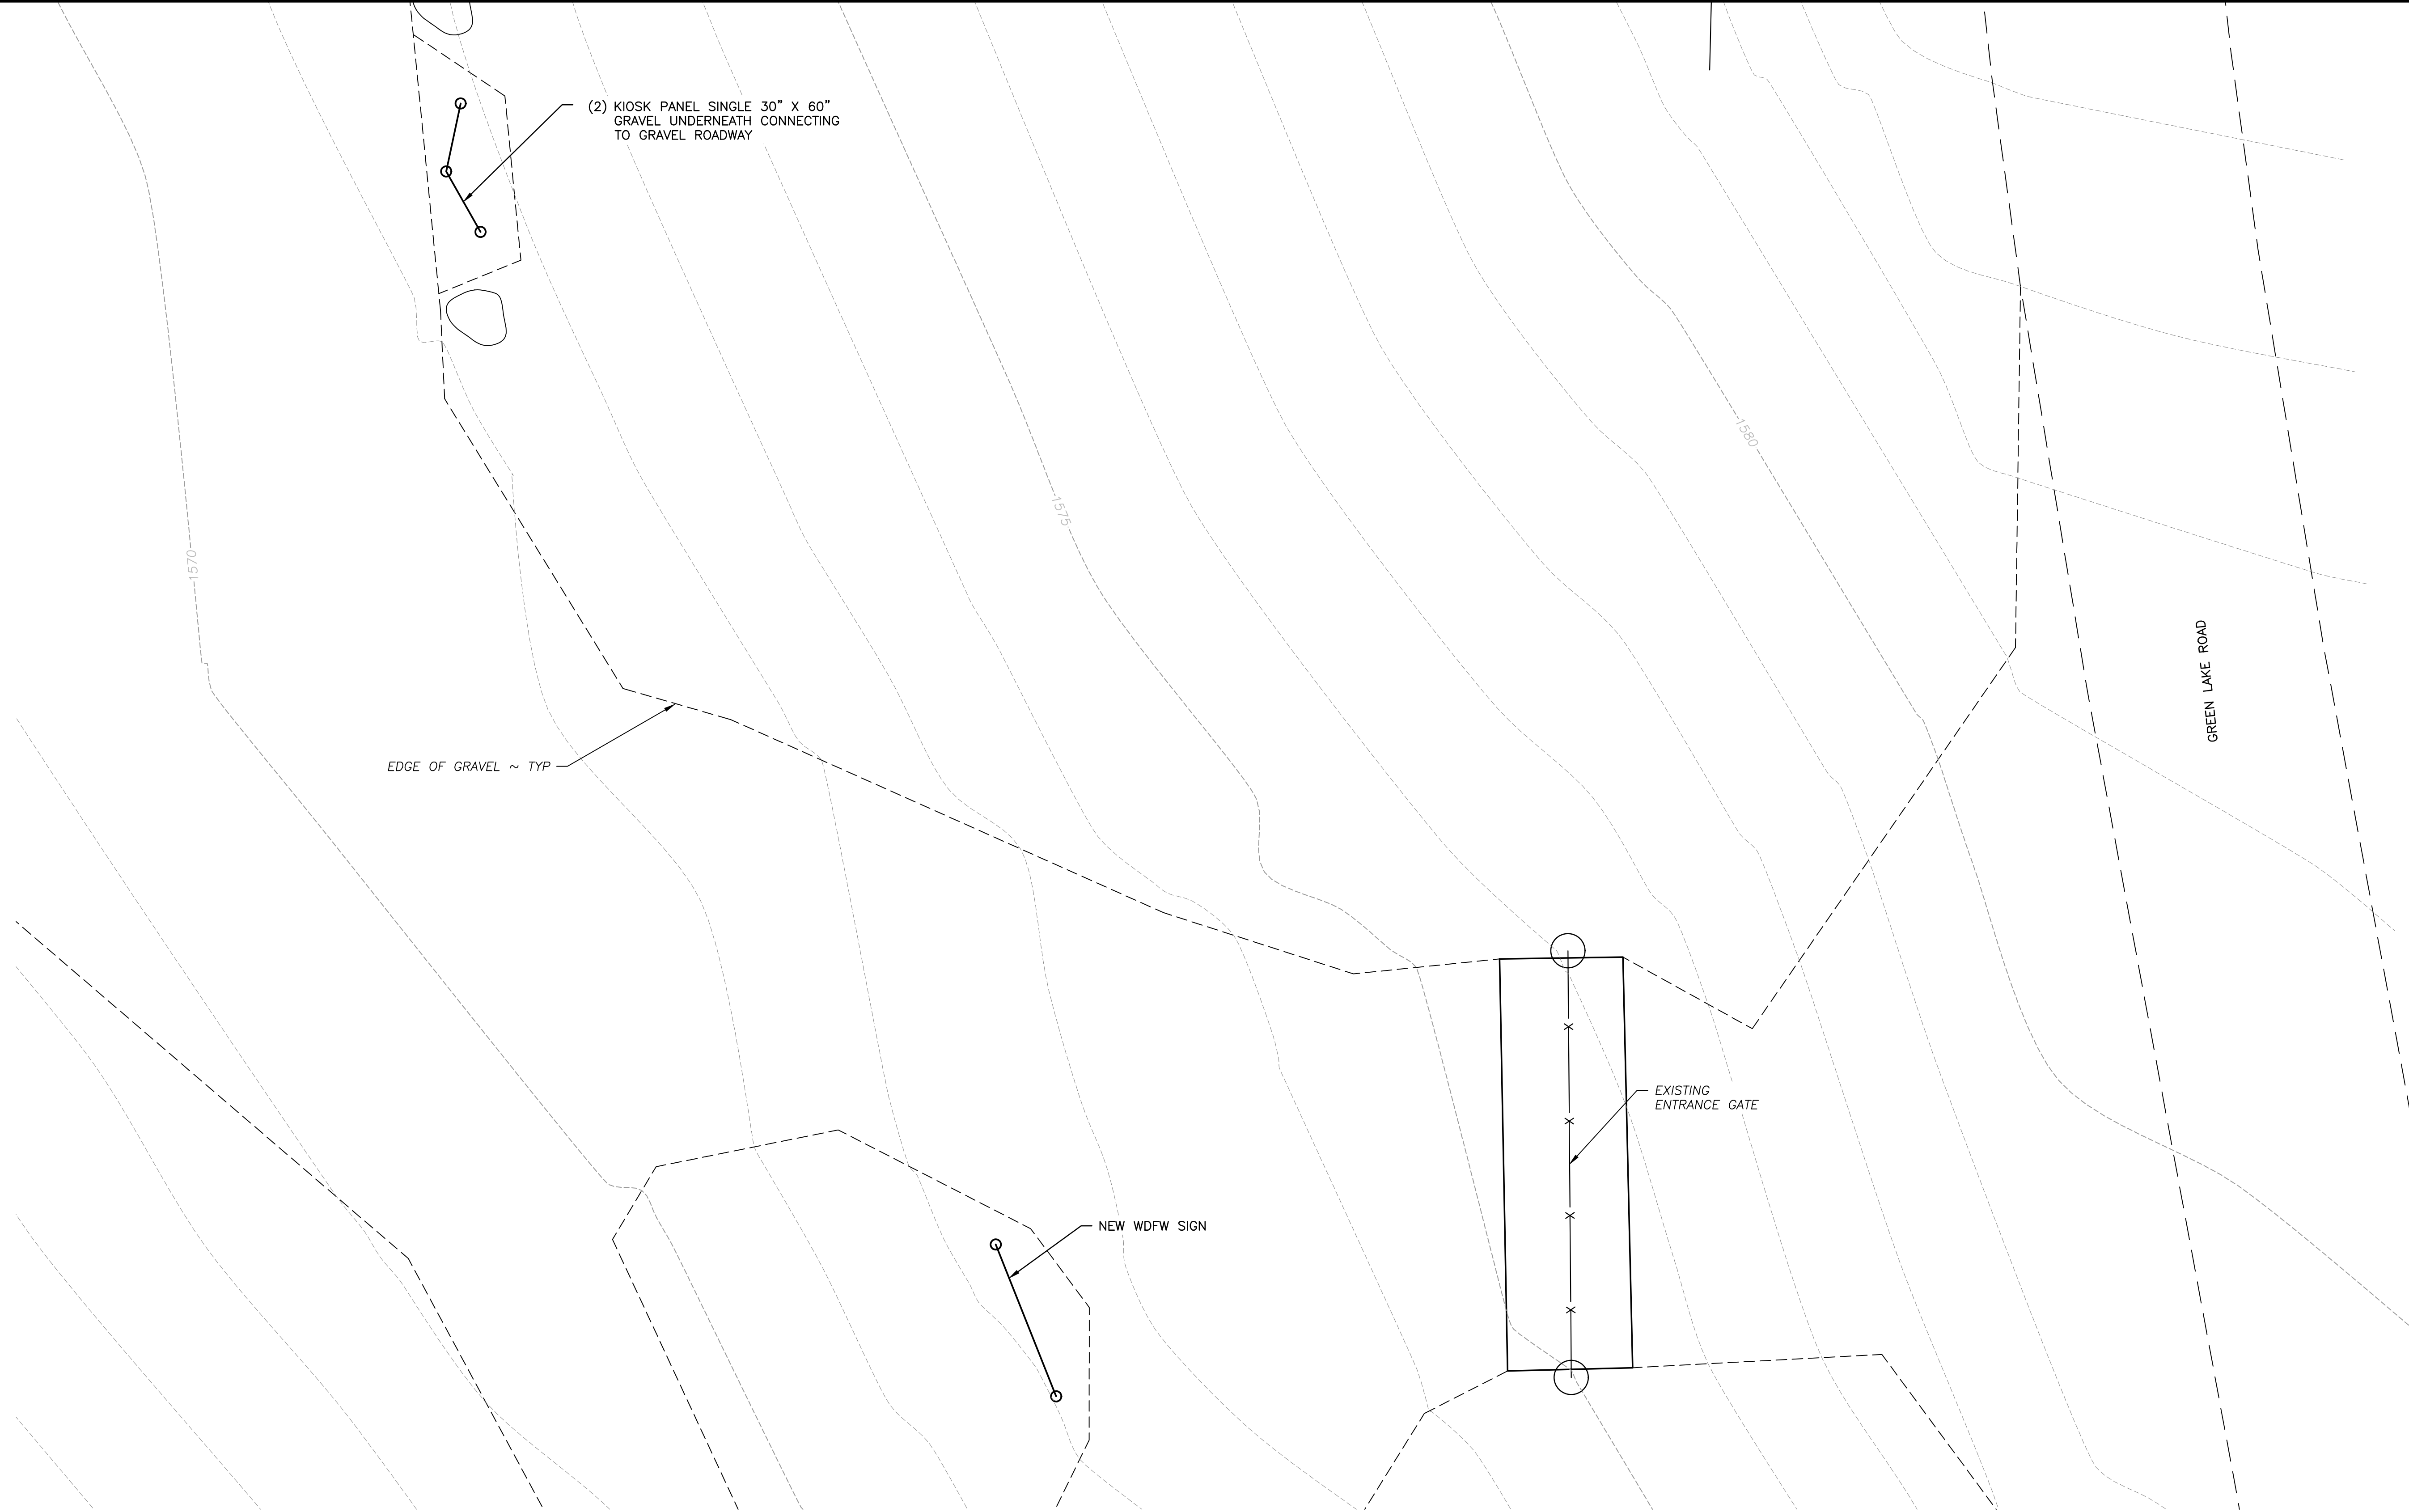 (2) KIOSK PANEL SINGLE 30" X 60"
GRAVEL UNDERNEATH CONNECTING
TO GRAVEL ROADWAY
1580
1575
1570
GREEN LAKE ROAD
EDGE OF GRAVEL ~ TYP
EXISTING
ENTRANCE GATE
NEW WDFW SIGN